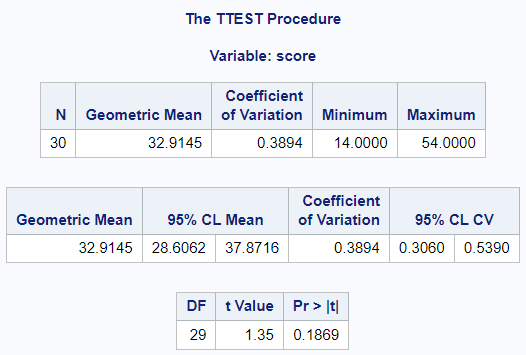 The TTEST Procedure
Variable: score
N Geometric Mean Coefficient of Variation Minimum Maximum
30 32.9145 0.3894 14.0000 54.0000
Geometric Mean 95% CL Mean Coefficient of Variation 95% CL CV
32.9145 28.6062 37.8716 0.3894 0.3060 0.5390
DF t Value Pr > |t|
29 1.35 0.1869